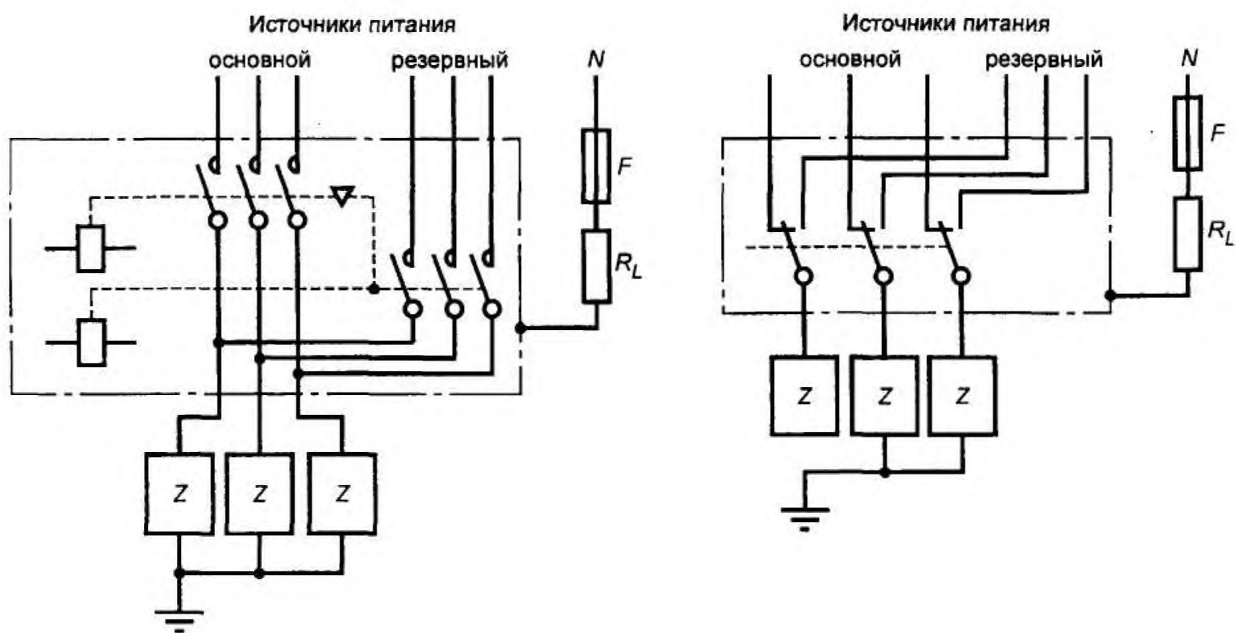 Источники питания
основной резервный N
F
R_L
Z Z Z
Источники питания
основной резервный N
F
R_L
Z Z Z